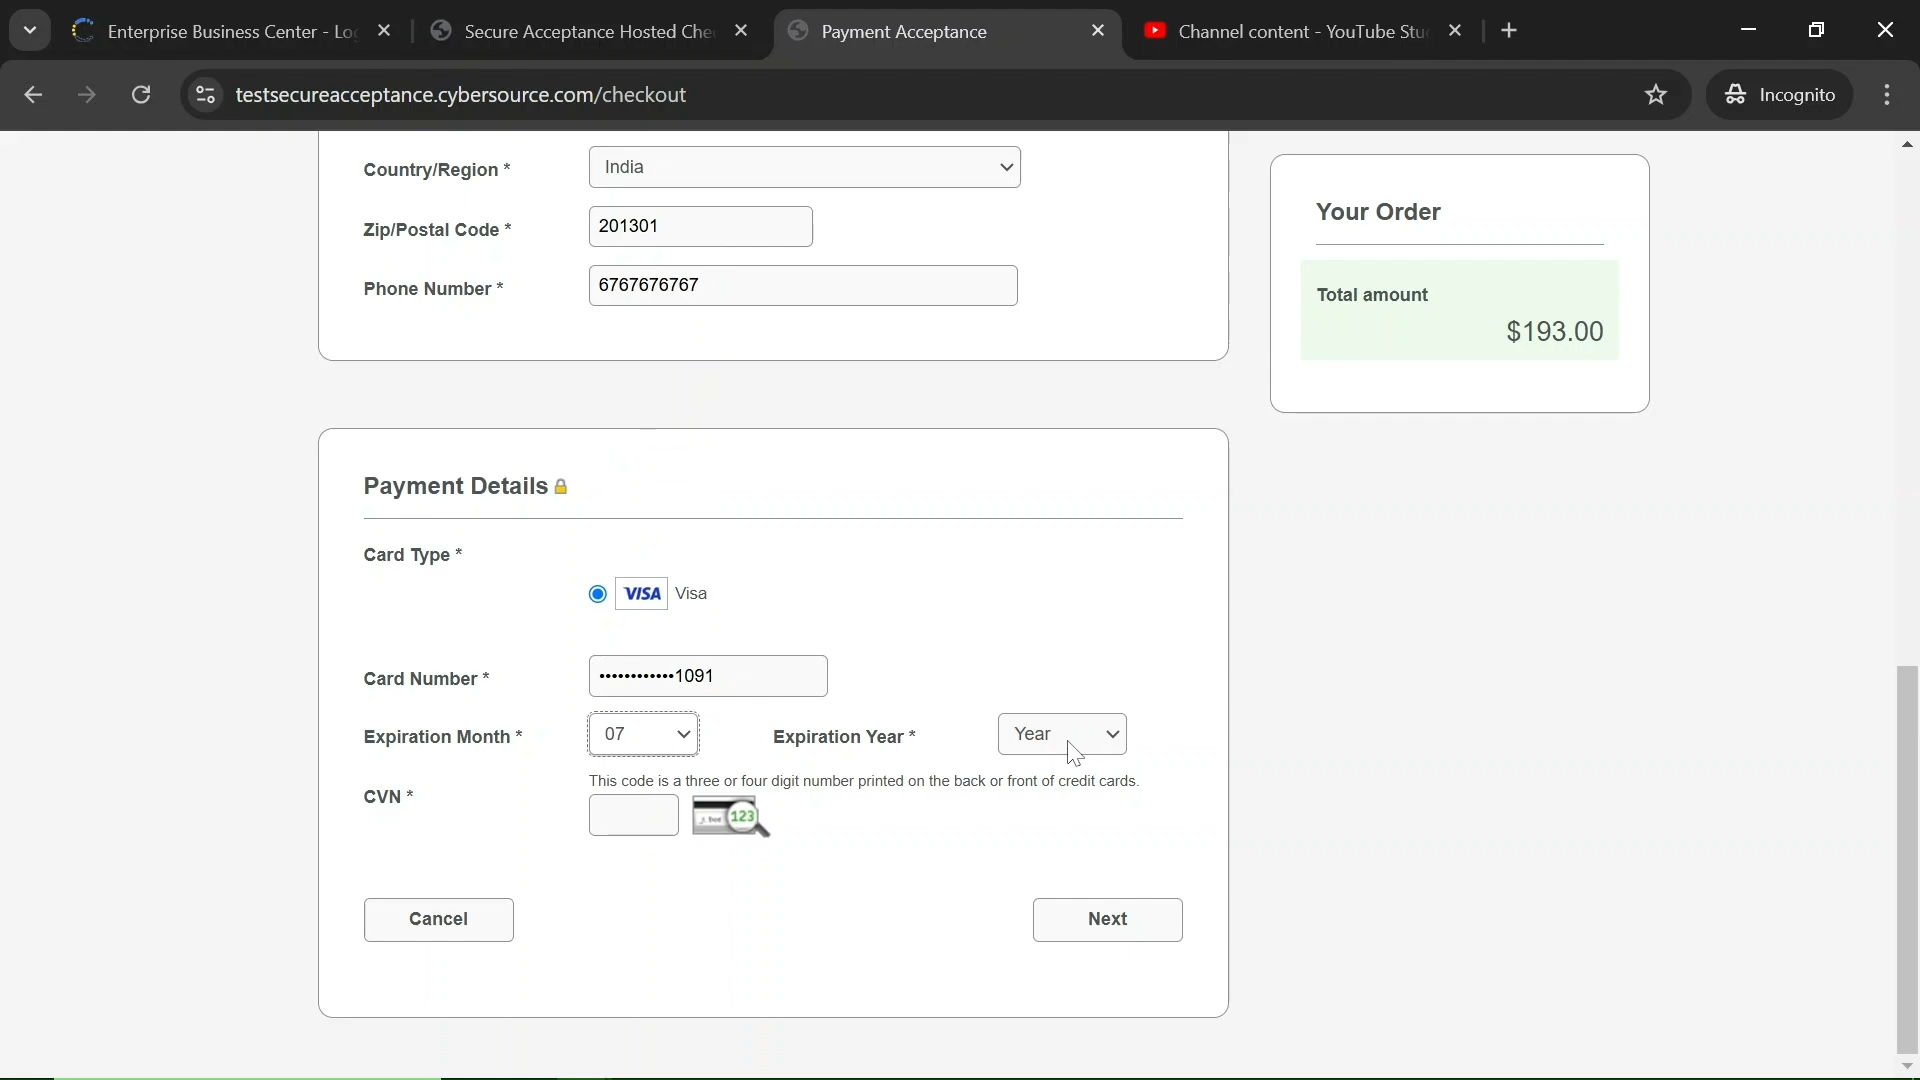 Enterprise Business Center - Lo
Secure Acceptance Hosted Che
Payment Acceptance
Channel content - YouTube Stu
testsecureacceptance.cybersource.com/checkout
Incognito
Country/Region *
India
Zip/Postal Code *
201301
Phone Number *
6767676767
Your Order
Total amount
$193.00
Payment Details
Card Type *
VISA Visa
Card Number *
••••••••••••1091
Expiration Month *
07
Expiration Year *
Year
This code is a three or four digit number printed on the back or front of credit cards.
CVN *
123
Cancel
Next